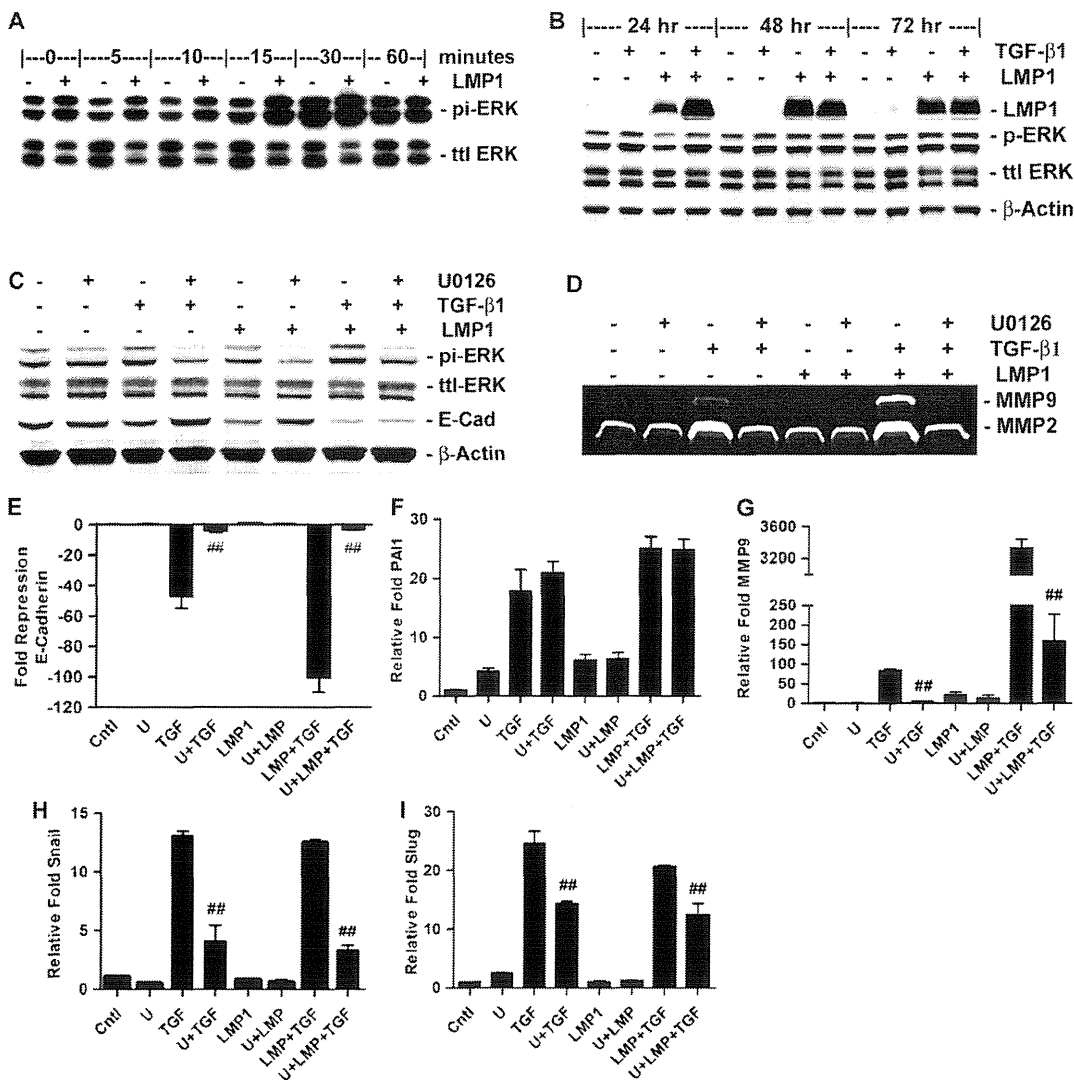 A
|---0---|----5----|----10----|----15----|----30----|-- 60--| minutes
- + - + - + - + - + - + LMP1
- pi-ERK
- ttl ERK
B
|----- 24 hr ----|---- 48 hr ----|---- 72 hr ----|
- + - + - + - + - + - + TGF-β1
- - + + - - + + - - + + LMP1
- LMP1
- p-ERK
- ttl ERK
- β-Actin
C
- + - + - + - + U0126
- - + + - - + + TGF-β1
- - - - + + + + LMP1
- pi-ERK
- ttl-ERK
- E-Cad
- β-Actin
D
- + - + - + - + U0126
- - + + - - + + TGF-β1
- - - - + + + + LMP1
- MMP9
- MMP2
E
Fold Repression
E-Cadherin
0
-20
-40
-60
-80
-100
-120
## ##
Cntl U TGF U+TGF LMP1 U+LMP LMP+TGF U+LMP+TGF
F
Relative Fold PAI1
30
20
10
0
Cntl U TGF U+TGF LMP1 U+LMP LMP+TGF U+LMP+TGF
G
Relative Fold MMP9
3600
3200
250
200
150
100
50
0
## ##
Cntl U TGF U+TGF LMP1 U+LMP LMP+TGF U+LMP+TGF
H
Relative Fold Snail
15
10
5
0
## ##
Cntl U TGF U+TGF LMP1 U+LMP LMP+TGF U+LMP+TGF
I
Relative Fold Slug
30
20
10
0
## ##
Cntl U TGF U+TGF LMP1 U+LMP LMP+TGF U+LMP+TGF